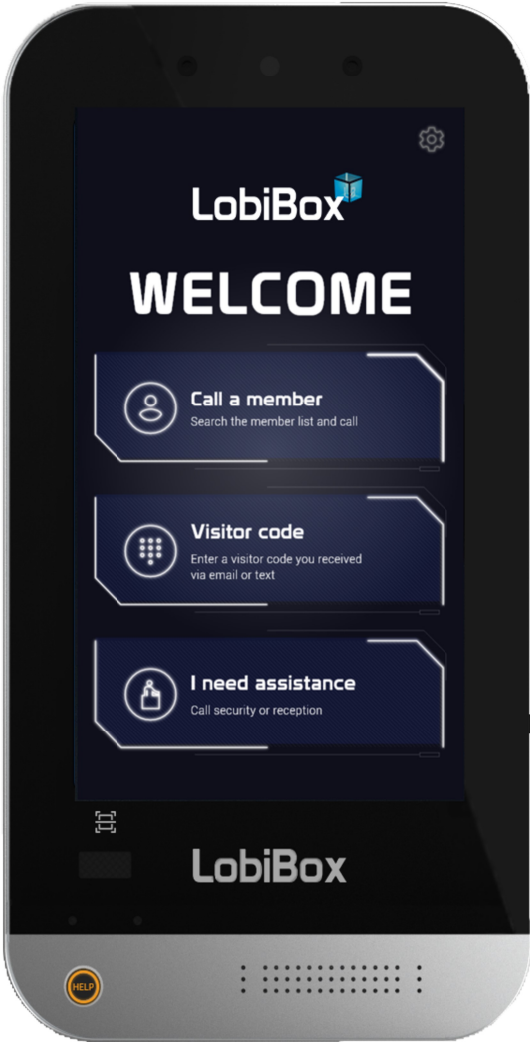 LobiBox
WELCOME
Call a member
Search the member list and call
Visitor code
Enter a visitor code you received
via email or text
I need assistance
Call security or reception
LobiBox
HELP